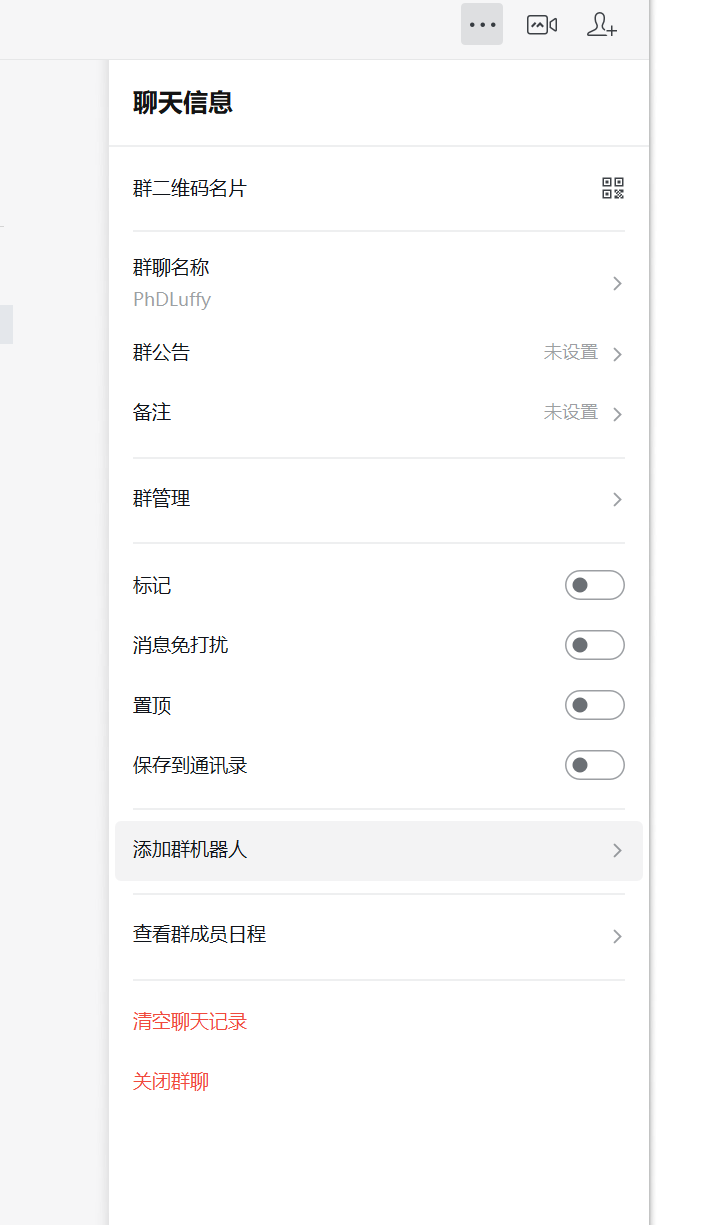 聊天信息
群二维码名片
群聊名称
PhDLuffy
群公告
未设置
备注
未设置
群管理
标记
消息免打扰
置顶
保存到通讯录
添加群机器人
查看群成员日程
清空聊天记录
关闭群聊